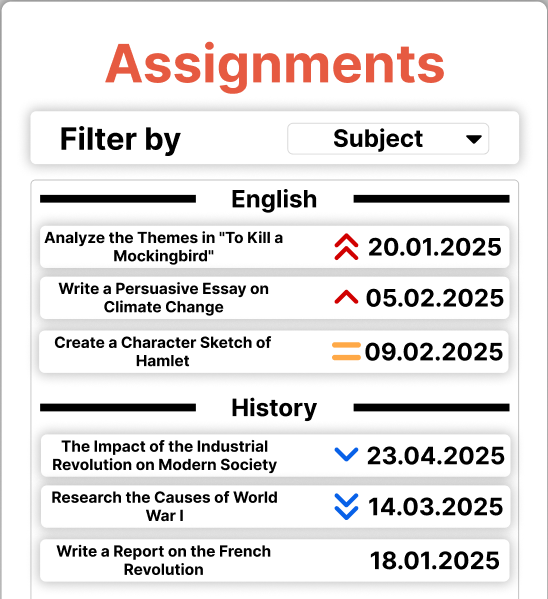 Assignments
Filter by
Subject
English
Analyze the Themes in "To Kill a
Mockingbird"
20.01.2025
Write a Persuasive Essay on
Climate Change
05.02.2025
Create a Character Sketch of
Hamlet
09.02.2025
History
The Impact of the Industrial
Revolution on Modern Society
23.04.2025
Research the Causes of World
War I
14.03.2025
Write a Report on the French
Revolution
18.01.2025